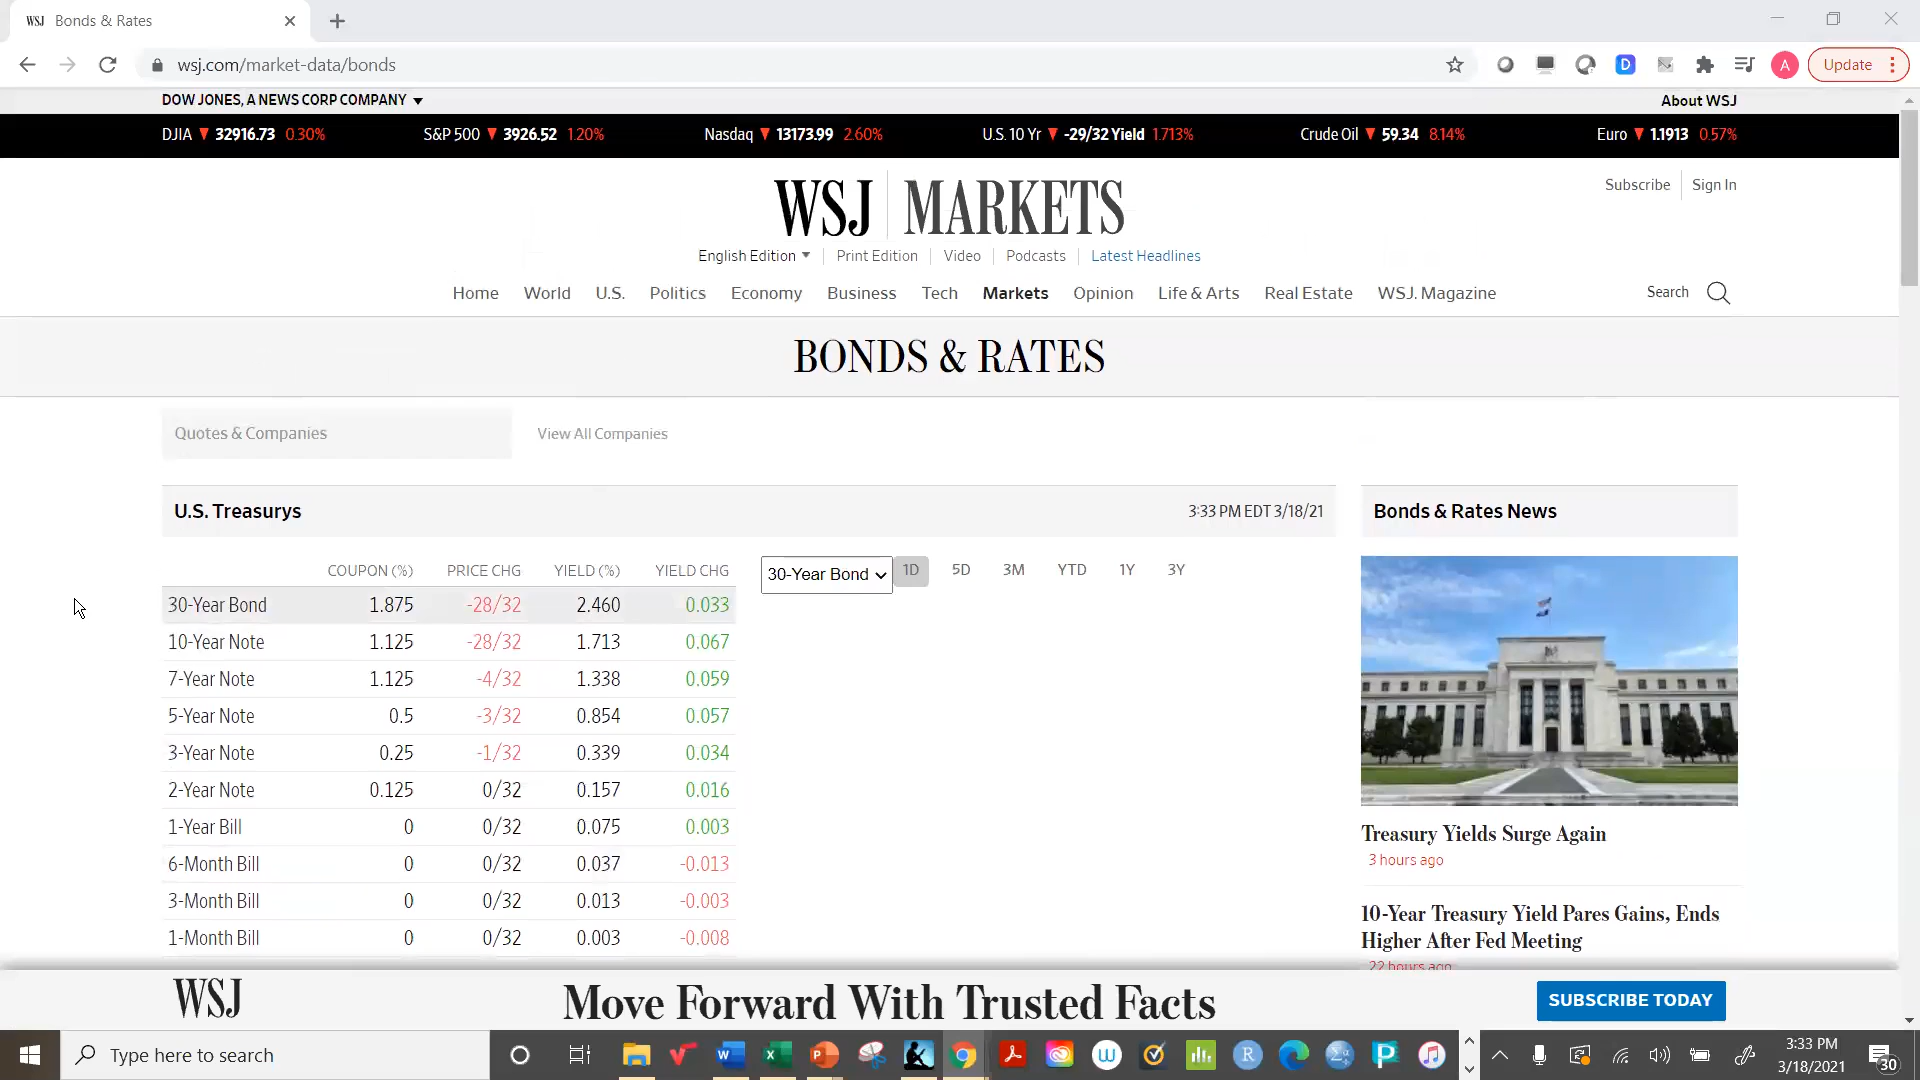 WSJ Bonds & Rates
wsj.com/market-data/bonds
D
A
Update
DOW JONES, A NEWS CORP COMPANY
About WSJ
DJIA 32916.73 0.30% S&P 500 3926.52 1.20% Nasdaq 13173.99 2.60% U.S. 10 Yr -29/32 Yield 1.713% Crude Oil 59.34 8.14% Euro 1.1913 0.57%
WSJ MARKETS
Subscribe Sign In
English Edition Print Edition Video Podcasts Latest Headlines
Home World U.S. Politics Economy Business Tech Markets Opinion Life & Arts Real Estate WSJ. Magazine Search
BONDS & RATES
Quotes & Companies View All Companies
U.S. Treasurys 3:33 PM EDT 3/18/21
COUPON (%) PRICE CHG YIELD (%) YIELD CHG
30-Year Bond 1.875 -28/32 2.460 0.033
10-Year Note 1.125 -28/32 1.713 0.067
7-Year Note 1.125 -4/32 1.338 0.059
5-Year Note 0.5 -3/32 0.854 0.057
3-Year Note 0.25 -1/32 0.339 0.034
2-Year Note 0.125 0/32 0.157 0.016
1-Year Bill 0 0/32 0.075 0.003
6-Month Bill 0 0/32 0.037 -0.013
3-Month Bill 0 0/32 0.013 -0.003
1-Month Bill 0 0/32 0.003 -0.008
30-Year Bond 1D 5D 3M YTD 1Y 3Y
Bonds & Rates News
Treasury Yields Surge Again
3 hours ago
10-Year Treasury Yield Pares Gains, Ends
Higher After Fed Meeting
22 hours ago
WSJ Move Forward With Trusted Facts SUBSCRIBE TODAY
Type here to search
3:33 PM
3/18/2021
30